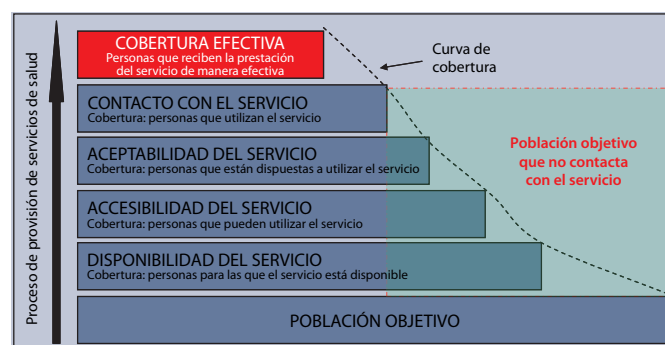 Proceso de provisión de servicios de salud
COBERTURA EFECTIVA
Personas que reciben la prestación
del servicio de manera efectiva
Curva de
cobertura
CONTACTO CON EL SERVICIO
Cobertura: personas que utilizan el servicio
ACEPTABILIDAD DEL SERVICIO
Cobertura: personas que están dispuestas a utilizar el servicio
Población objetivo
que no contacta
con el servicio
ACCESIBILIDAD DEL SERVICIO
Cobertura: personas que pueden utilizar el servicio
DISPONIBILIDAD DEL SERVICIO
Cobertura: personas para las que el servicio está disponible
POBLACIÓN OBJETIVO